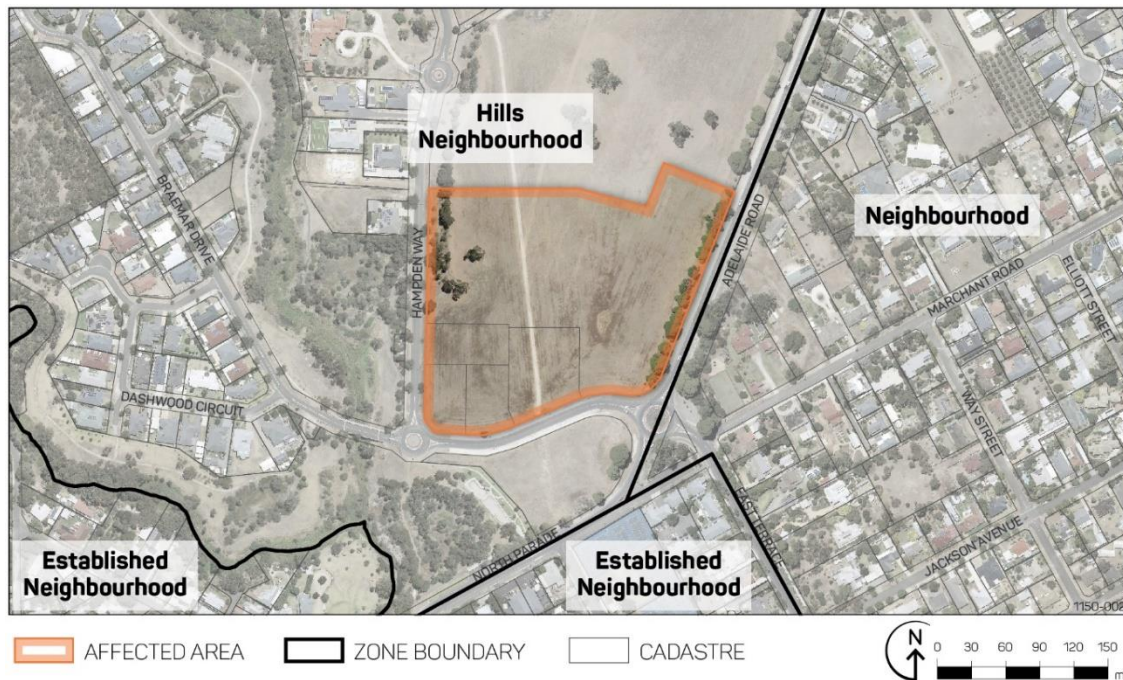 Hills
Neighbourhood
Neighbourhood
BRAEMAR DRIVE
HAMPDEN WAY
ADELAIDE ROAD
MARCHANT ROAD
ELLIOTT STREET
DASHWOOD CIRCUIT
WAY STREET
EAST TERRACE
NORTH PARADE
JACKSON AVENUE
Established
Neighbourhood
Established
Neighbourhood
1150-002
AFFECTED AREA
ZONE BOUNDARY
CADASTRE
N
0 30 60 90 120 150
m